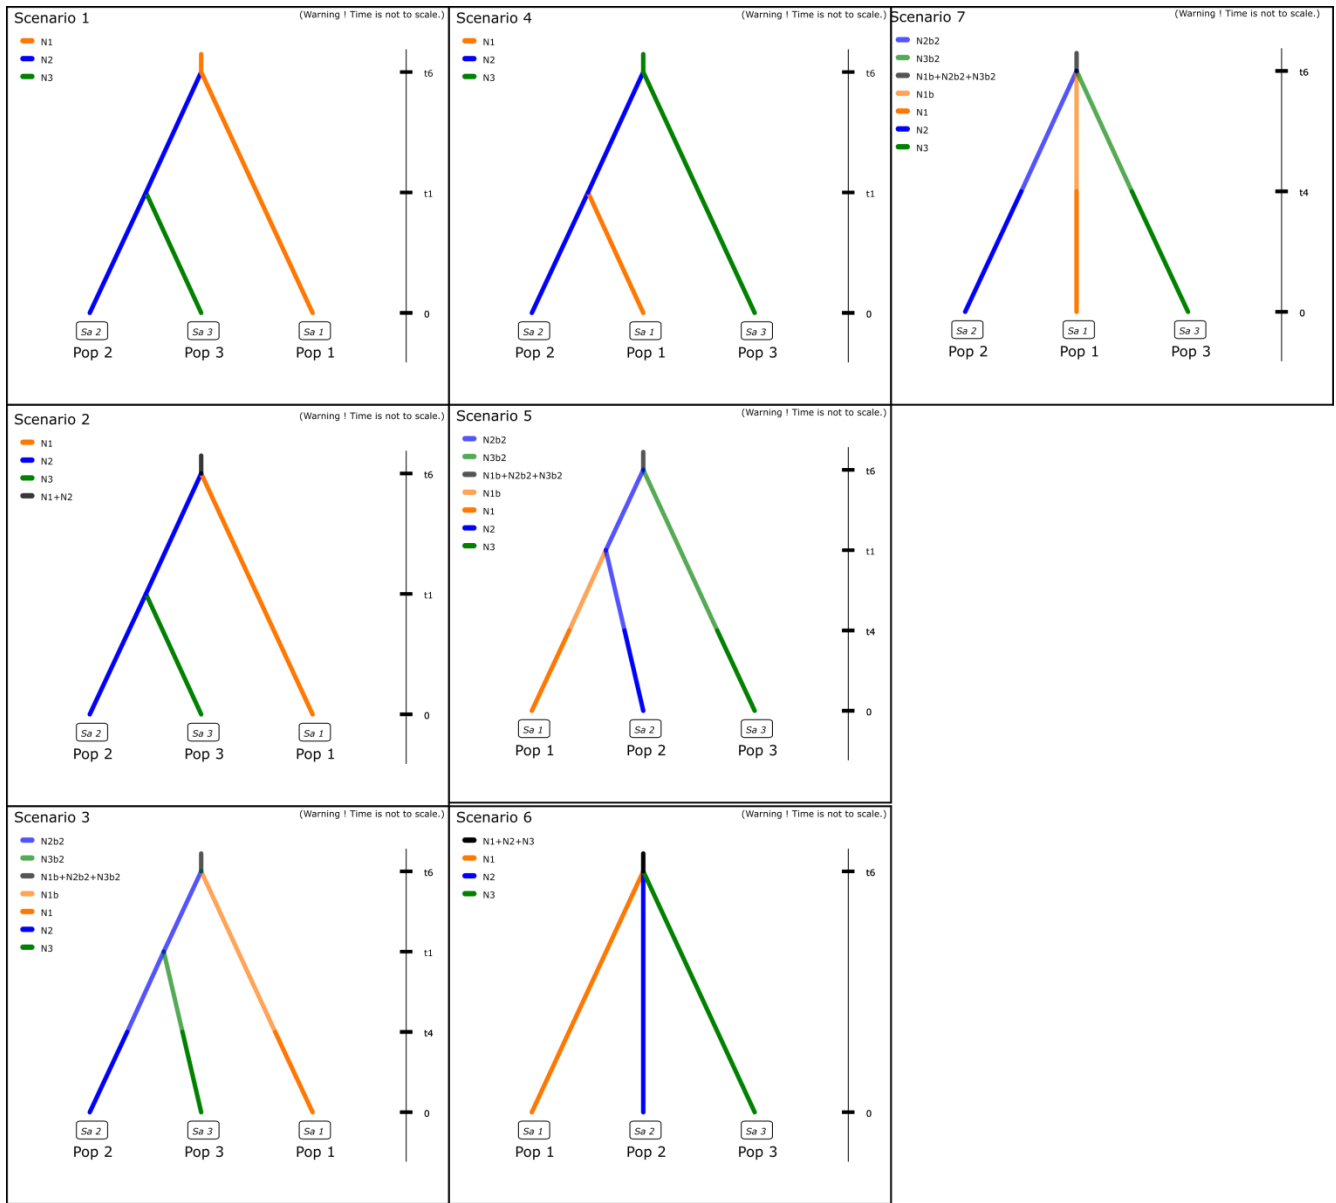 Scenario 1
(Warning ! Time is not to scale.)
N1
N2
N3
t6
t1
0
Sa 2
Sa 3
Sa 1
Pop 2
Pop 3
Pop 1
Scenario 4
(Warning ! Time is not to scale.)
N1
N2
N3
t6
t1
0
Sa 2
Sa 1
Sa 3
Pop 2
Pop 1
Pop 3
Scenario 7
(Warning ! Time is not to scale.)
N2b2
N3b2
N1b+N2b2+N3b2
N1b
N1
N2
N3
t6
t4
0
Sa 2
Sa 1
Sa 3
Pop 2
Pop 1
Pop 3
Scenario 2
(Warning ! Time is not to scale.)
N1
N2
N3
N1+N2
t6
t1
0
Sa 2
Sa 3
Sa 1
Pop 2
Pop 3
Pop 1
Scenario 5
(Warning ! Time is not to scale.)
N2b2
N3b2
N1b+N2b2+N3b2
N1b
N1
N2
N3
t6
t1
t4
0
Sa 1
Sa 2
Sa 3
Pop 1
Pop 2
Pop 3
Scenario 3
(Warning ! Time is not to scale.)
N2b2
N3b2
N1b+N2b2+N3b2
N1b
N1
N2
N3
t6
t1
t4
0
Sa 2
Sa 3
Sa 1
Pop 2
Pop 3
Pop 1
Scenario 6
(Warning ! Time is not to scale.)
N1+N2+N3
N1
N2
N3
t6
0
Sa 1
Sa 2
Sa 3
Pop 1
Pop 2
Pop 3